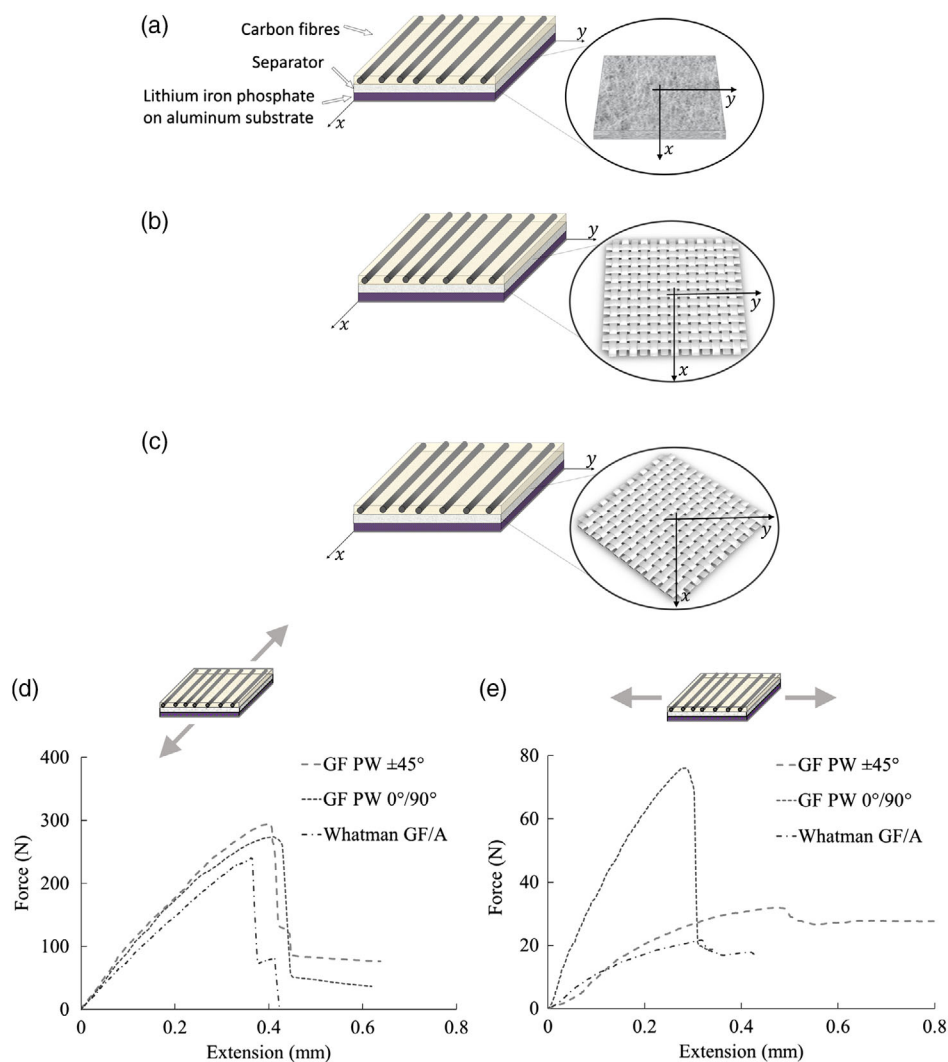 (a)
Carbon fibres
Separator
Lithium iron phosphate
on aluminum substrate
y
x
y
x
(b)
y
x
y
x
(c)
y
x
y
x
(d)
400
300
200
100
0
Force (N)
GF PW ±45°
GF PW 0°/90°
Whatman GF/A
0
0.2
0.4
0.6
0.8
Extension (mm)
(e)
80
60
40
20
0
Force (N)
GF PW ±45°
GF PW 0°/90°
Whatman GF/A
0
0.2
0.4
0.6
0.8
Extension (mm)